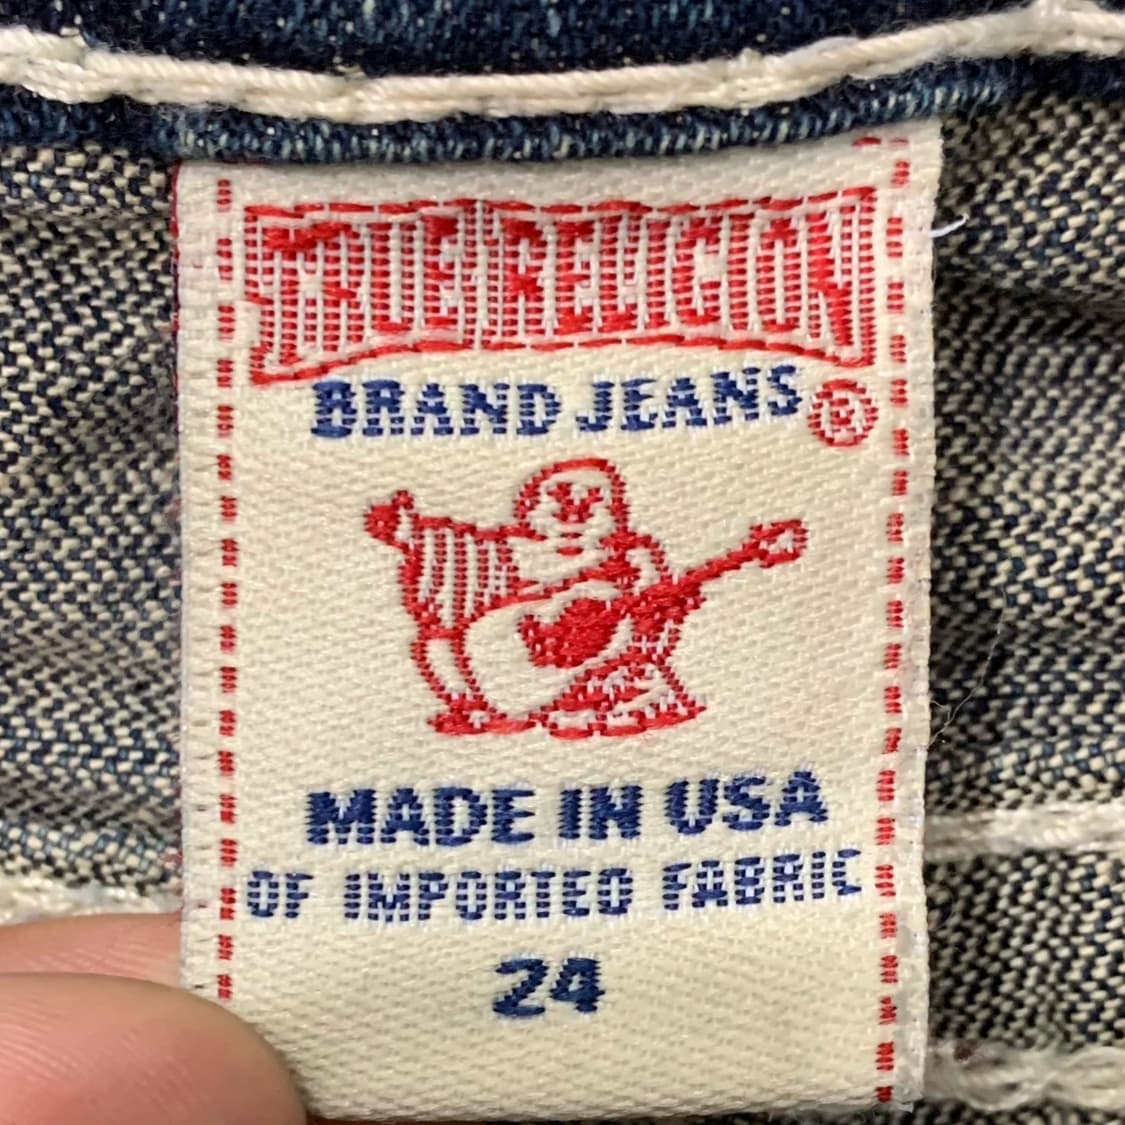 TRUE RELIGION
BRAND JEANS®
MADE IN USA
OF IMPORTED FABRIC
24